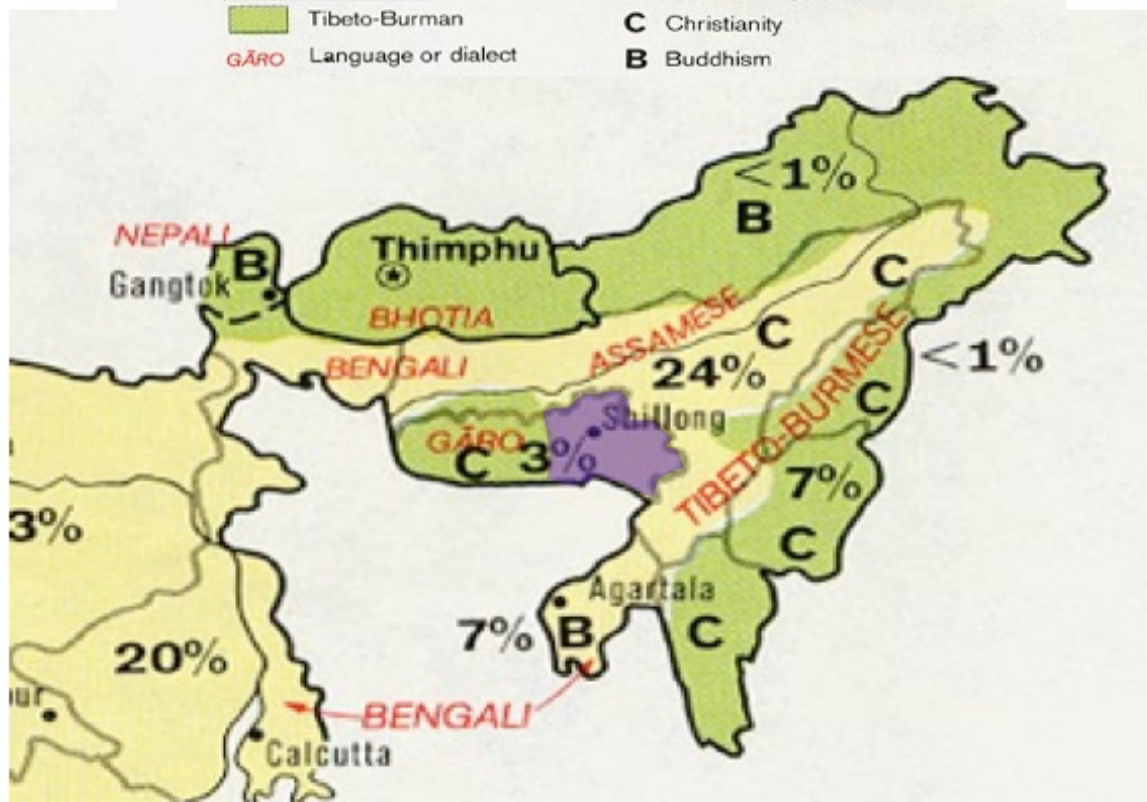 Tibeto-Burman
C Christianity
GĀRO Language or dialect
B Buddhism
<1%
B
NEPALI
B
Thimphu
Gangtok
C
BHOTIA
ASSAMESE
BENGALI
C
24%
<1%
TIBETO-BURMESE
C
Shillong
GĀRO
C 3%
7%
3%
C
Agartala
7%
B
C
20%
ur
BENGALI
Calcutta